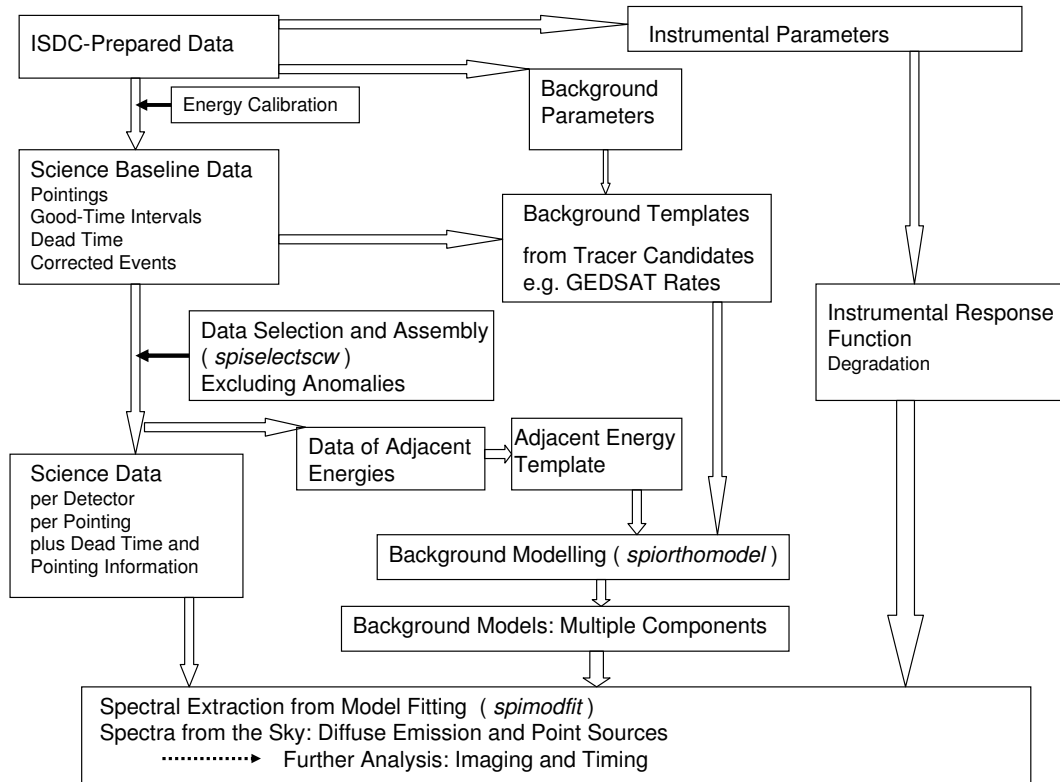 ISDC-Prepared Data
Instrumental Parameters
Energy Calibration
Background
Parameters
Science Baseline Data
Pointings
Good-Time Intervals
Dead Time
Corrected Events
Background Templates
from Tracer Candidates
e.g. GEDSAT Rates
Data Selection and Assembly
( spiselectscw )
Excluding Anomalies
Instrumental Response
Function
Degradation
Data of Adjacent
Energies
Adjacent Energy
Template
Science Data
per Detector
per Pointing
plus Dead Time and
Pointing Information
Background Modelling ( spiorthomodel )
Background Models: Multiple Components
Spectral Extraction from Model Fitting ( spimodfit )
Spectra from the Sky: Diffuse Emission and Point Sources
Further Analysis: Imaging and Timing